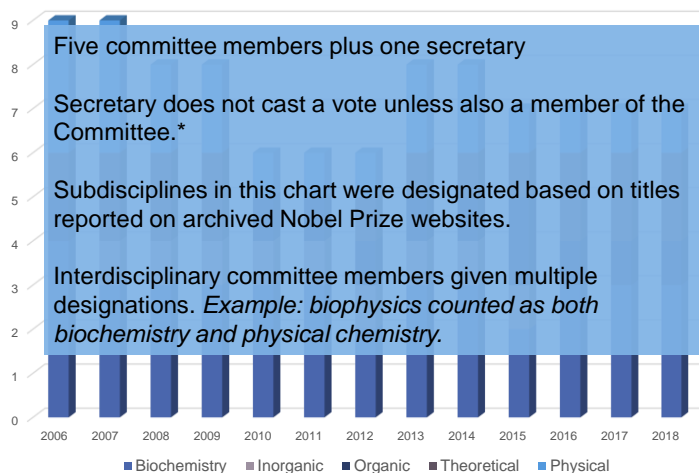 9
8
7
6
5
4
3
2
1
0
Five committee members plus one secretary
Secretary does not cast a vote unless also a member of the
Committee.*
Subdisciplines in this chart were designated based on titles
reported on archived Nobel Prize websites.
Interdisciplinary committee members given multiple
designations. Example: biophysics counted as both
biochemistry and physical chemistry.
2006 2007 2008 2009 2010 2011 2012 2013 2014 2015 2016 2017 2018
Biochemistry Inorganic Organic Theoretical Physical